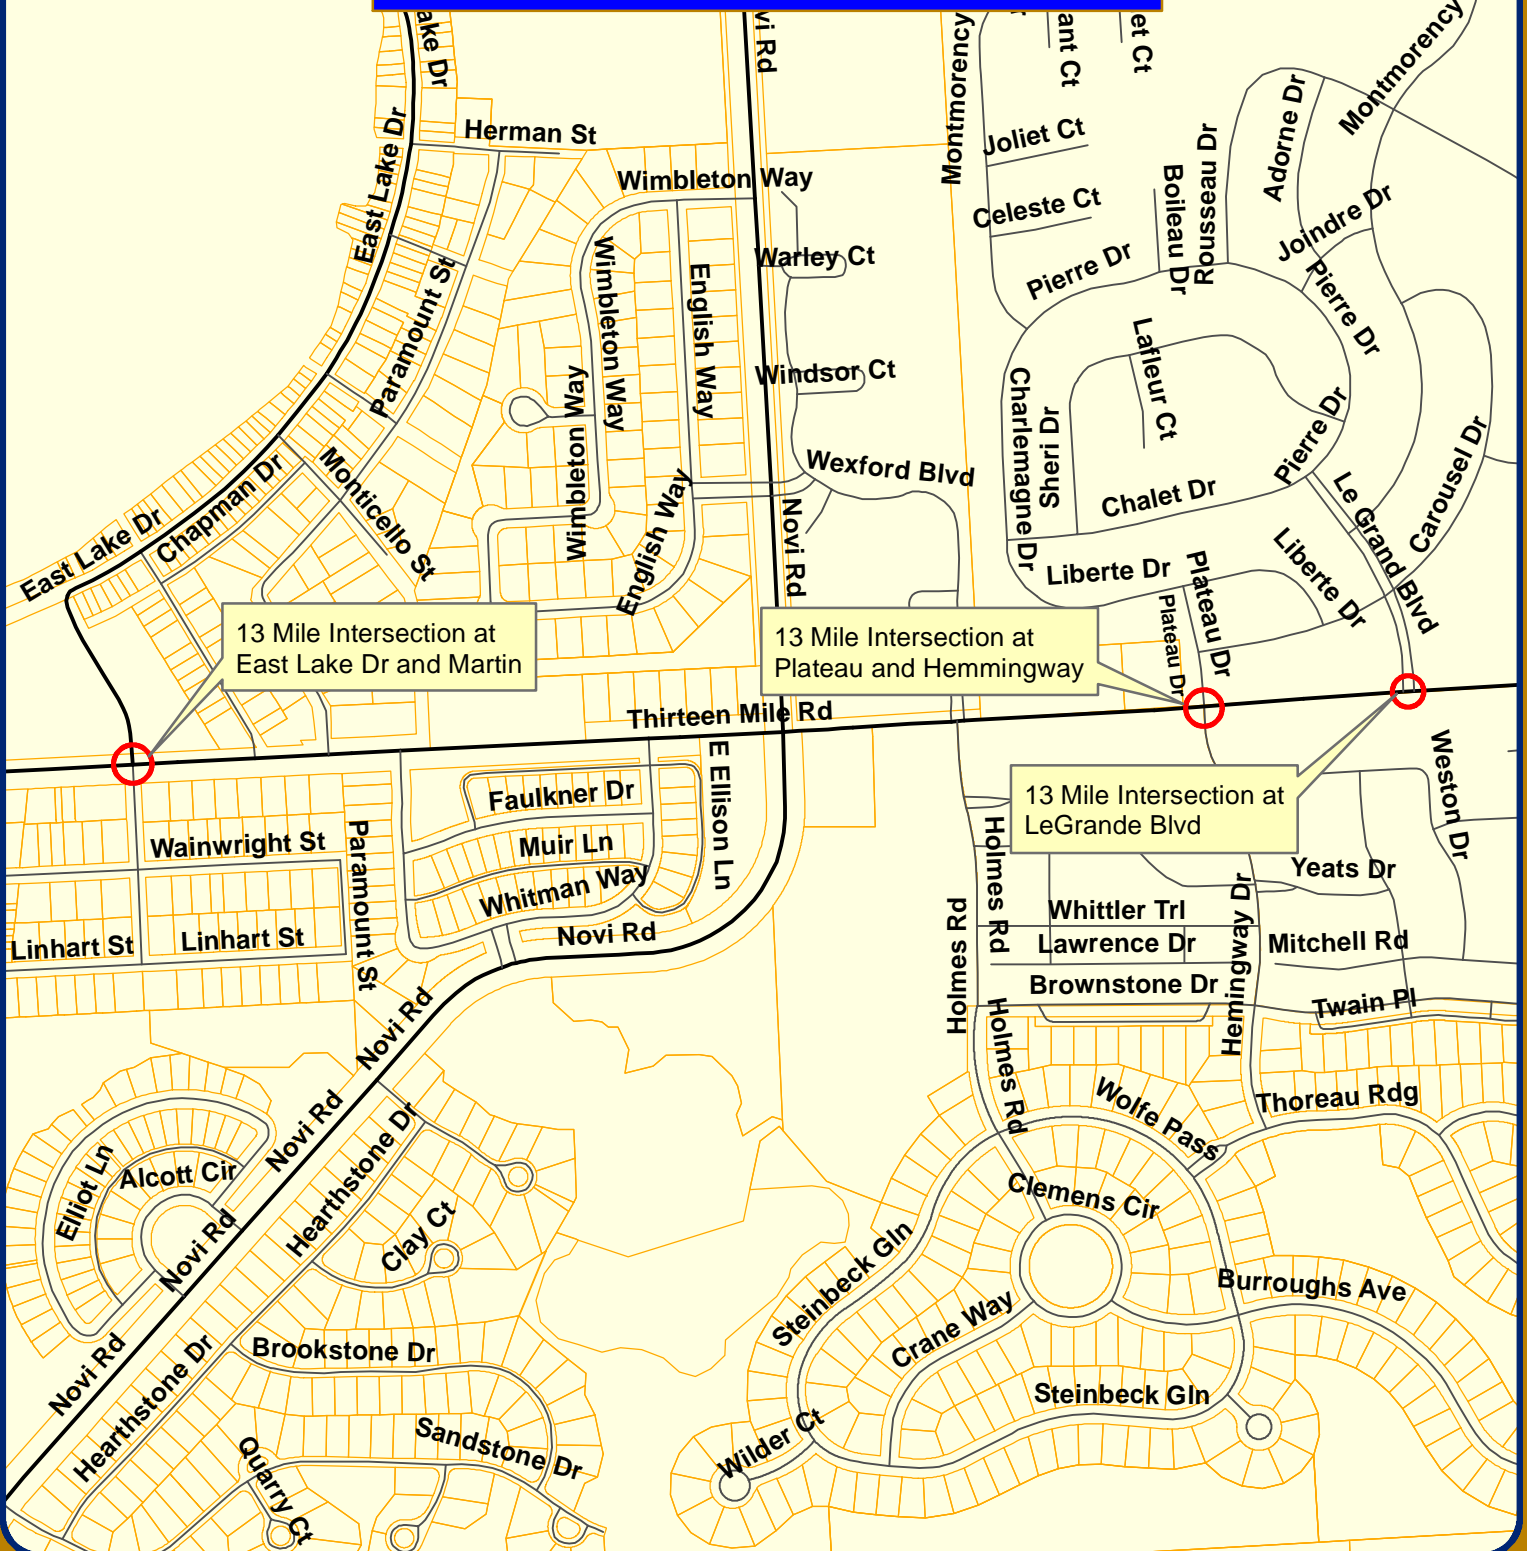 ake Dr
vi Rd
Montmorency
ant Ct
et Ct
Montmorency
East Lake Dr
Herman St
Joliet Ct
Adorne Dr
Wimbleton Way
Celeste Ct
Boileau Dr
Rousseau Dr
Joindre Dr
Warley Ct
Pierre Dr
Pierre Dr
Paramount St
Wimbleton Way
English Way
Windsor Ct
Lafleur Ct
Charlemagne Dr
Sheri Dr
Pierre Dr
Wimbleton Way
Wexford Blvd
Chalet Dr
Le Grand Blvd
Carousel Dr
Chapman Dr
Monticello St
East Lake Dr
English Way
Novi Rd
Liberte Dr
Plateau Dr
Liberte Dr
Plateau Dr
13 Mile Intersection at
East Lake Dr and Martin
13 Mile Intersection at
Plateau and Hemmingway
Thirteen Mile Rd
13 Mile Intersection at
LeGrande Blvd
E Ellison Ln
Weston Dr
Faulkner Dr
Wainwright St
Paramount St
Muir Ln
Whitman Way
Holmes Rd
Yeats Dr
Linhart St
Linhart St
Novi Rd
Holmes Rd
Whittler Trl
Lawrence Dr
Hemingway Dr
Mitchell Rd
Brownstone Dr
Twain Pl
Novi Rd
Holmes Rd
Thoreau Rdg
Wolfe Pass
Novi Rd
Hearthstone Dr
Elliot Ln
Alcott Cir
Clemens Cir
Novi Rd
Clay Ct
Steinbeck Gln
Burroughs Ave
Crane Way
Novi Rd
Hearthstone Dr
Brookstone Dr
Steinbeck Gln
Sandstone Dr
Quarry Ct
Wilder Ct